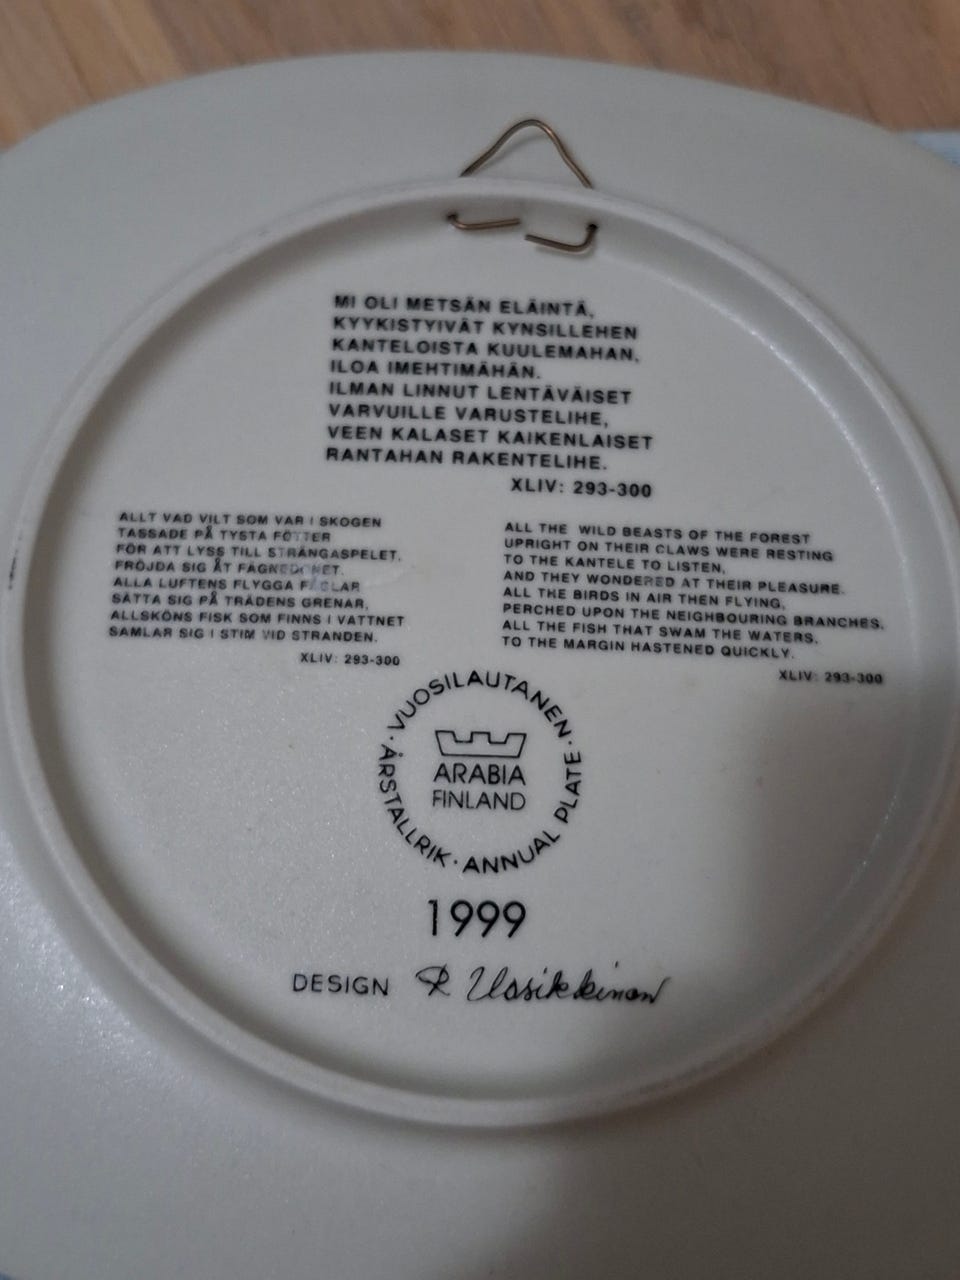 MI OLI METSÄN ELÄINTÄ,
KYYKISTYIVÄT KYNSILLEHEN
KANTELOISTA KUULEMAHAN,
ILOA IMEHTIMÄHÄN.
ILMAN LINNUT LENTÄVÄISET
VARVUILLE VARUSTELIHE,
VEEN KALASET KAIKENLAISET
RANTAHAN RAKENTELIHE.
XLIV: 293-300
ALLT VAD VILT SOM VAR I SKOGEN
TASSADE PÅ TYSTA FÖTTER
FÖR ATT LYSS TILL STRÄNGASPELET.
FRÖJDA SIG ÅT
ALLA LUFTENS FLYGGA FÅGLAR
SÄTTA SIG PÅ TRÄDENS GRENAR,
ALLSKÖNS FISK SOM FINNS I VATTNET
SAMLAR SIG I STIM VID STRANDEN.
XLIV: 293-300
ALL THE WILD BEASTS OF THE FOREST
UPRIGHT ON THEIR CLAWS WERE RESTING
TO THE KANTELE TO LISTEN,
AND THEY WONDERED AT THEIR PLEASURE.
ALL THE BIRDS IN AIR THEN FLYING,
PERCHED UPON THE NEIGHBOURING BRANCHES,
ALL THE FISH THAT SWAM THE WATERS,
TO THE MARGIN HASTENED QUICKLY.
XLIV: 293-300
· VUOSILAUTANEN ·
ARABIA
FINLAND
ÅRSTALLRIK · ANNUAL PLATE
1999
DESIGN R Uosikkinen